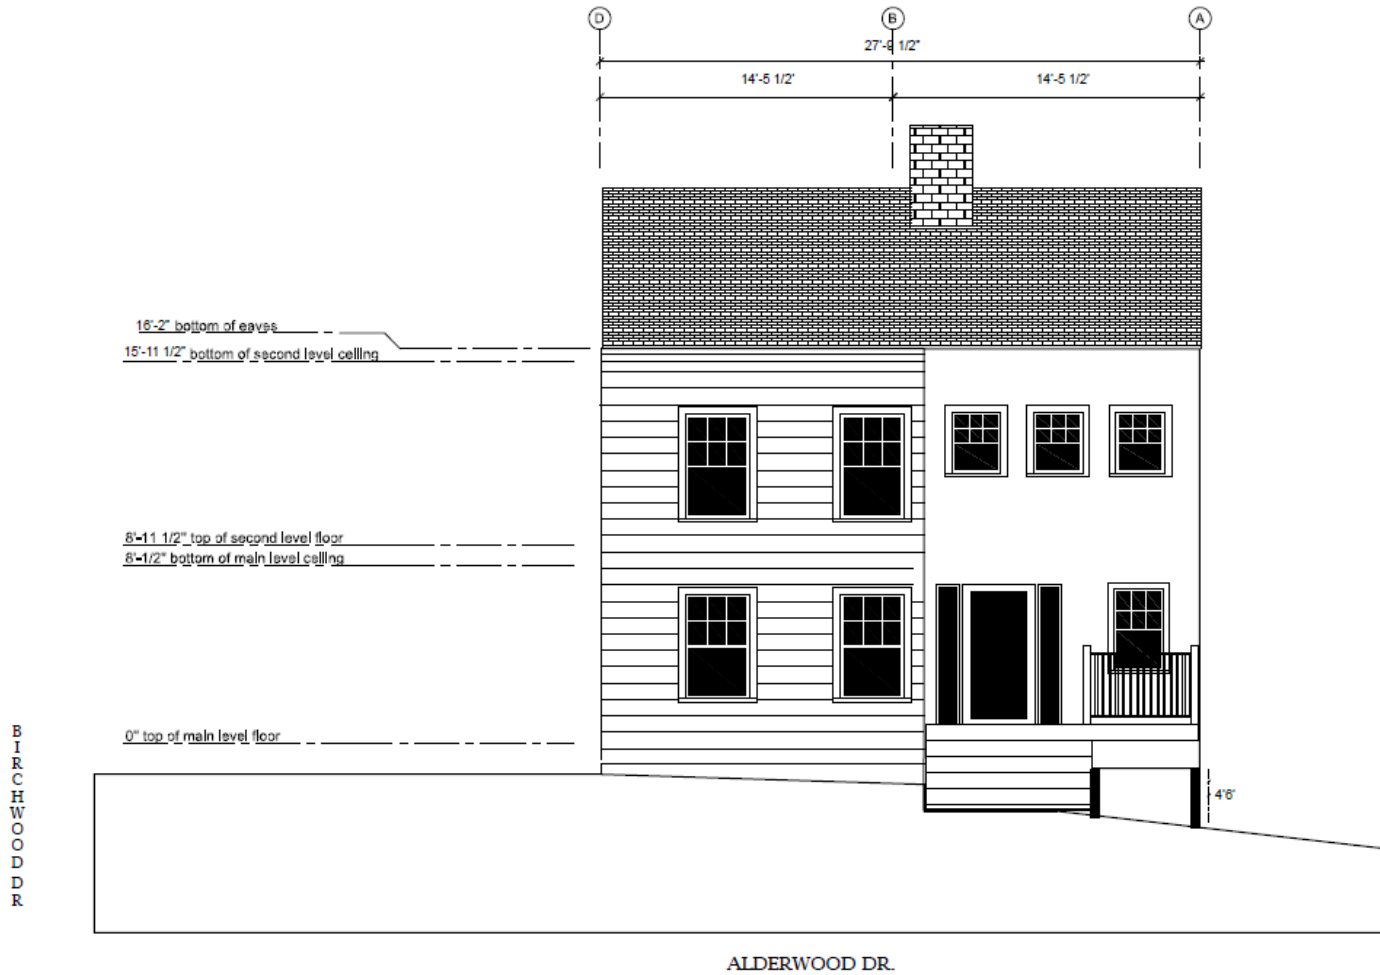 D B A
27'-9 1/2"
14'-5 1/2' 14'-5 1/2'
16'-2" bottom of eaves
15'-11 1/2" bottom of second level ceiling
8'-11 1/2" top of second level floor
8'-1/2" bottom of main level ceiling
0" top of main level floor
4'6'
BIRCHWOOD DR
ALDERWOOD DR.